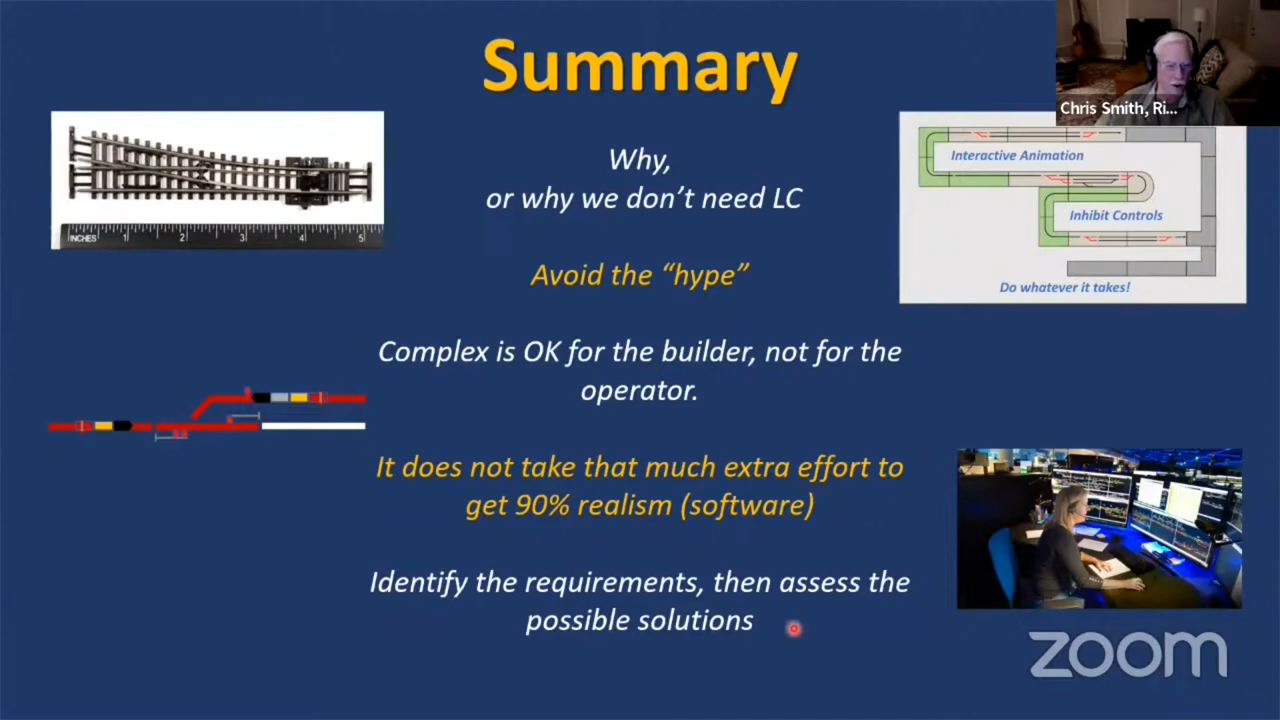 Summary
Chris Smith, Ri...
Why,
or why we don't need LC
Avoid the "hype"
Complex is OK for the builder, not for the
operator.
It does not take that much extra effort to
get 90% realism (software)
Identify the requirements, then assess the
possible solutions
INCHES 1 2 3 4 5
Interactive Animation
Inhibit Controls
Do whatever it takes!
zoom